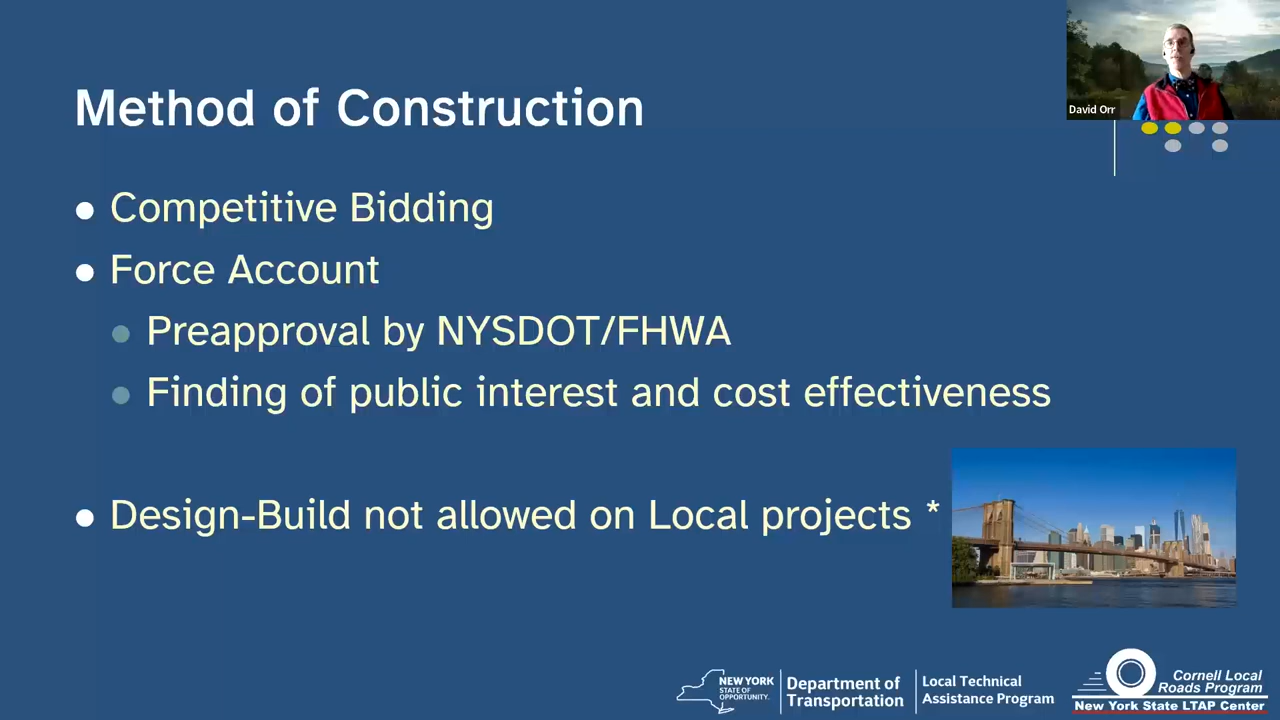 David Orr
Method of Construction
Competitive Bidding
Force Account
Preapproval by NYSDOT/FHWA
Finding of public interest and cost effectiveness
Design-Build not allowed on Local projects *
NEW YORK
STATE OF
OPPORTUNITY.
Department of
Transportation
Local Technical
Assistance Program
Cornell Local
Roads Program
New York State LTAP Center